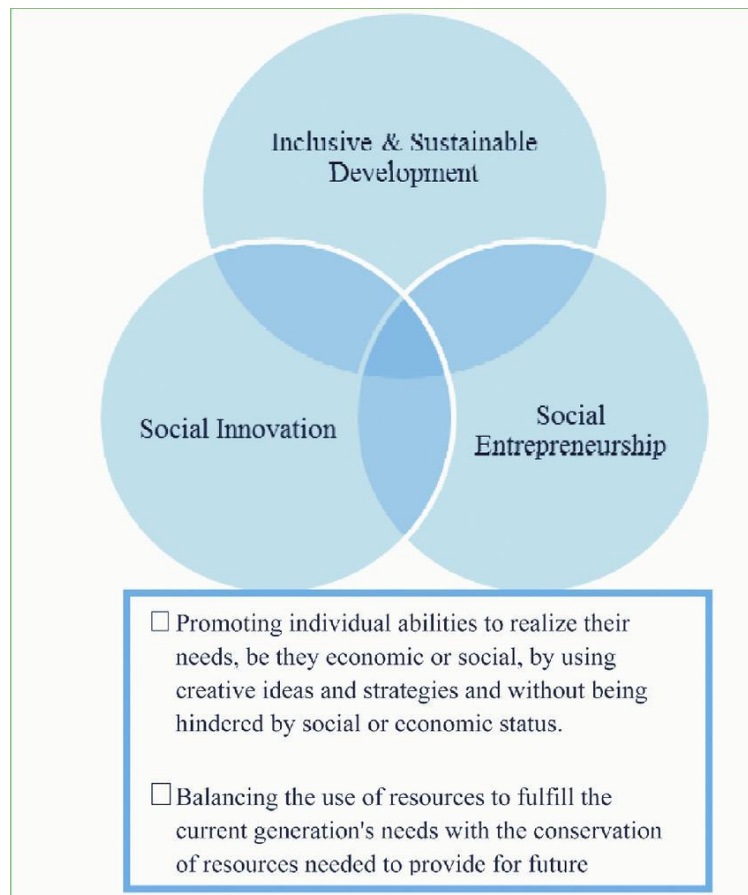 Inclusive & Sustainable
Development
Social Innovation
Social
Entrepreneurship
☐ Promoting individual abilities to realize their
needs, be they economic or social, by using
creative ideas and strategies and without being
hindered by social or economic status.
☐ Balancing the use of resources to fulfill the
current generation's needs with the conservation
of resources needed to provide for future